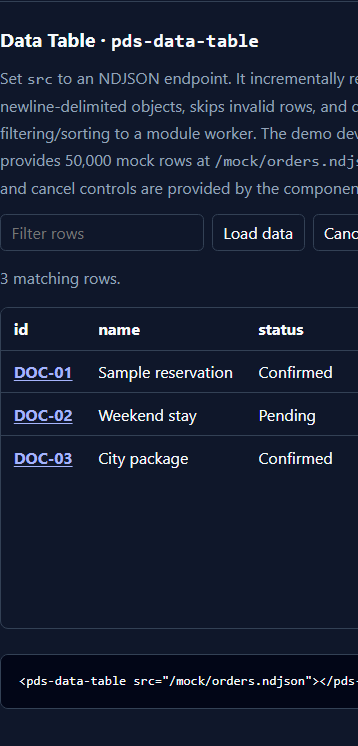 Data Table · pds-data-table
Set src to an NDJSON endpoint. It incrementally
newline-delimited objects, skips invalid rows, and
filtering/sorting to a module worker. The demo
provides 50,000 mock rows at /mock/orders.ndj
and cancel controls are provided by the componen
Filter rows
Load data
Canc
3 matching rows.
id name status
DOC-01 Sample reservation Confirmed
DOC-02 Weekend stay Pending
DOC-03 City package Confirmed
<pds-data-table src="/mock/orders.ndjson"></pds-